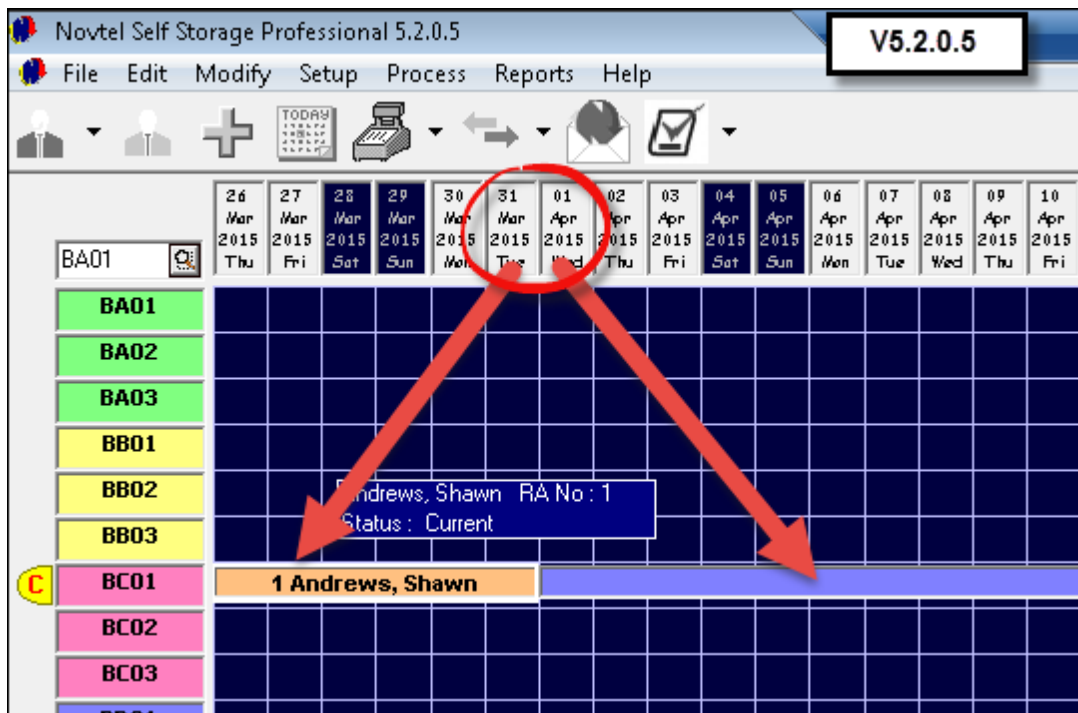 Novtel Self Storage Professional 5.2.0.5
V5.2.0.5
File Edit Modify Setup Process Reports Help
TODAY
26 27 28 29 30 31 01 02 03 04 05 06 07 08 09 10
Mar Mar Mar Mar Mar Mar Apr Apr Apr Apr Apr Apr Apr Apr Apr Apr
2015 2015 2015 2015 2015 2015 2015 2015 2015 2015 2015 2015 2015 2015 2015 2015
Thu Fri Sat Sun Mon Tue Wed Thu Fri Sat Sun Mon Tue Wed Thu Fri
BA01
BA01
BA02
BA03
BB01
BB02
Andrews, Shawn RA No : 1
Status : Current
BB03
C BC01 1 Andrews, Shawn
BC02
BC03